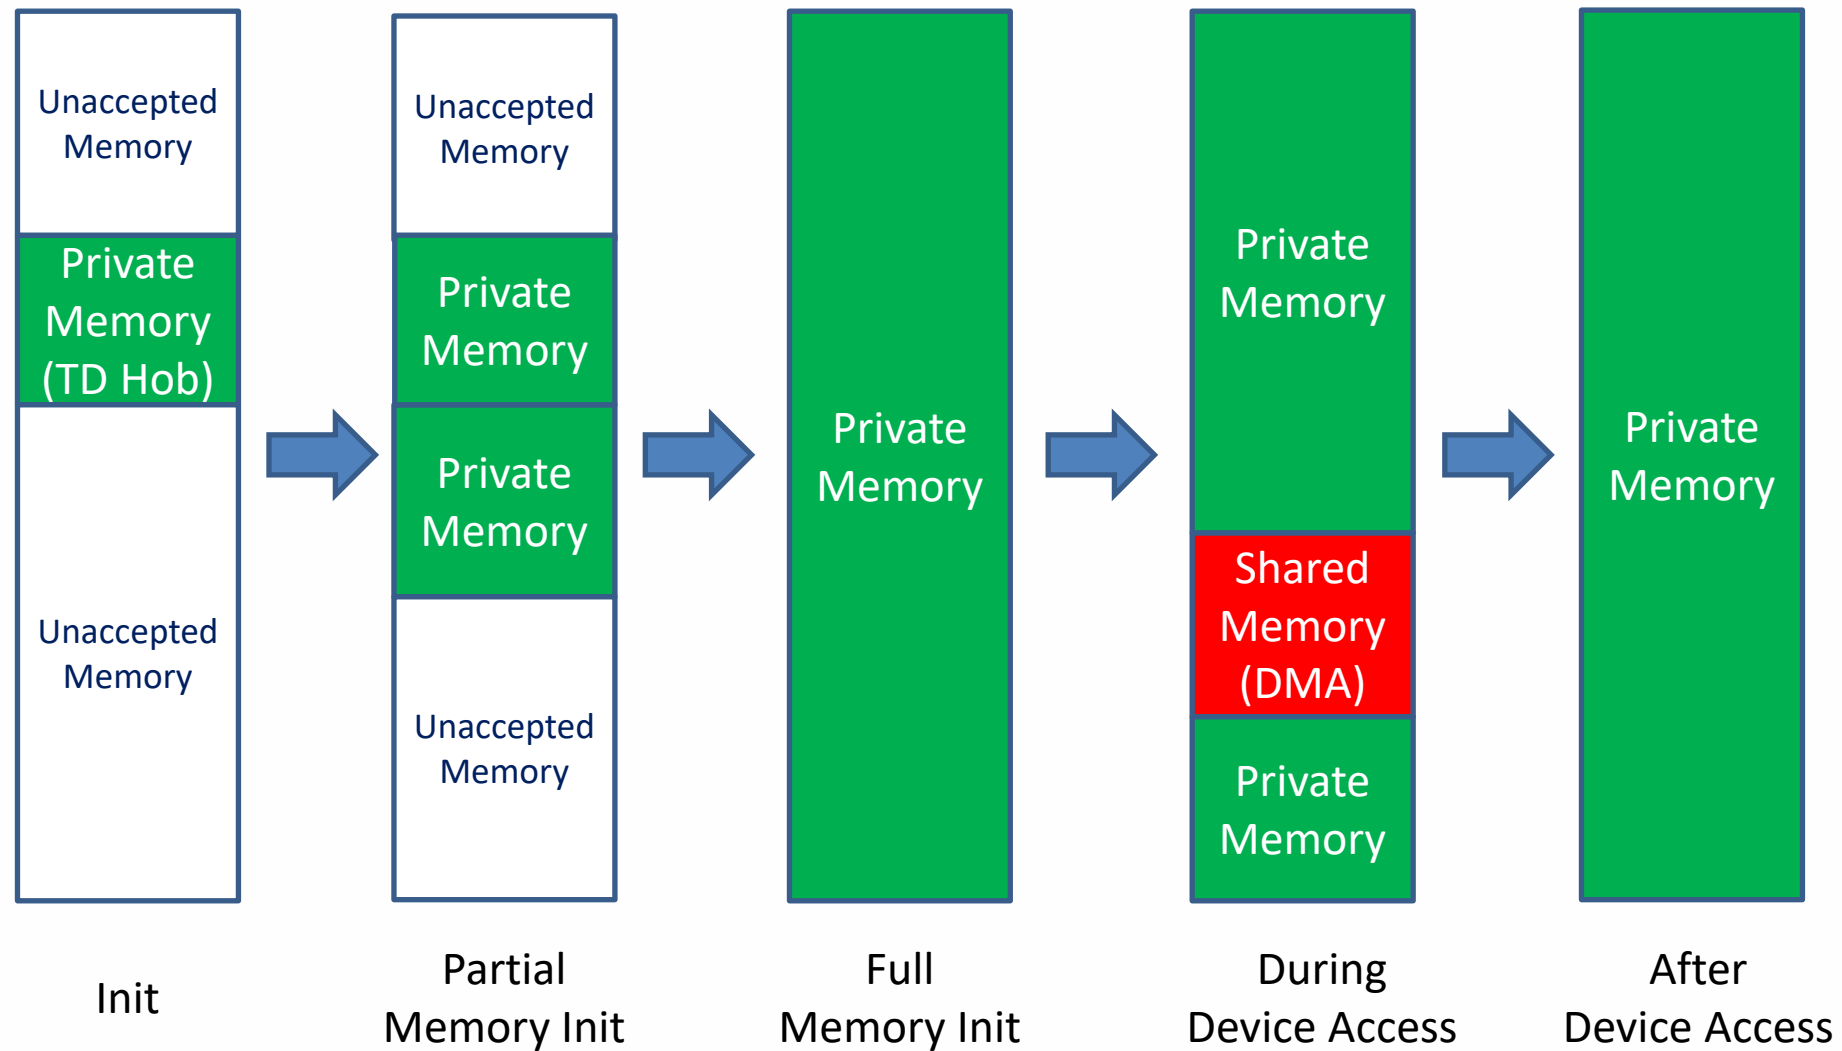 Unaccepted
Memory
Private
Memory
(TD Hob)
Unaccepted
Memory
Init
Unaccepted
Memory
Private
Memory
Private
Memory
Unaccepted
Memory
Partial
Memory Init
Private
Memory
Full
Memory Init
Private
Memory
Shared
Memory
(DMA)
Private
Memory
During
Device Access
Private
Memory
After
Device Access